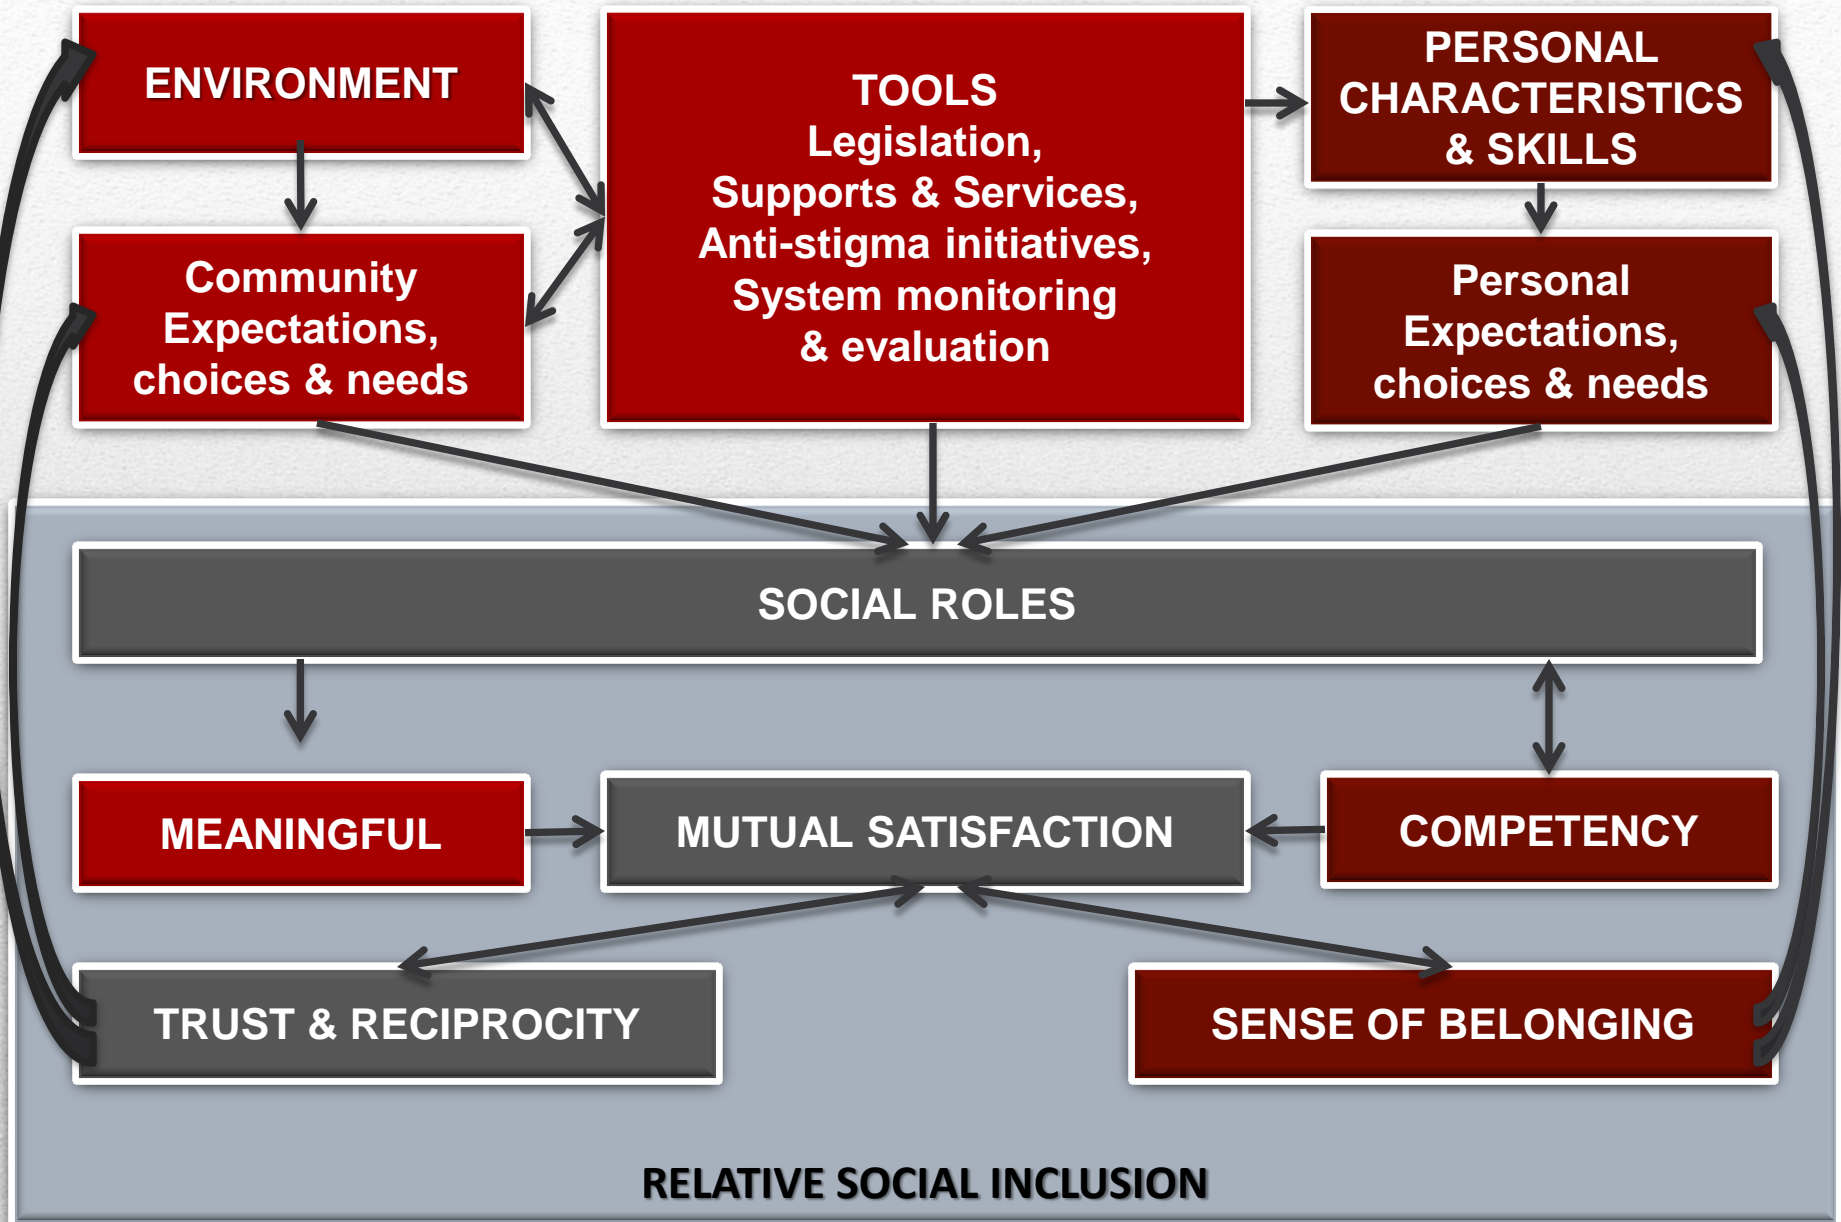 ENVIRONMENT
TOOLS
Legislation,
Supports & Services,
Anti-stigma initiatives,
System monitoring
& evaluation
PERSONAL
CHARACTERISTICS
& SKILLS
Community
Expectations,
choices & needs
Personal
Expectations,
choices & needs
SOCIAL ROLES
MEANINGFUL
MUTUAL SATISFACTION
COMPETENCY
TRUST & RECIPROCITY
SENSE OF BELONGING
RELATIVE SOCIAL INCLUSION